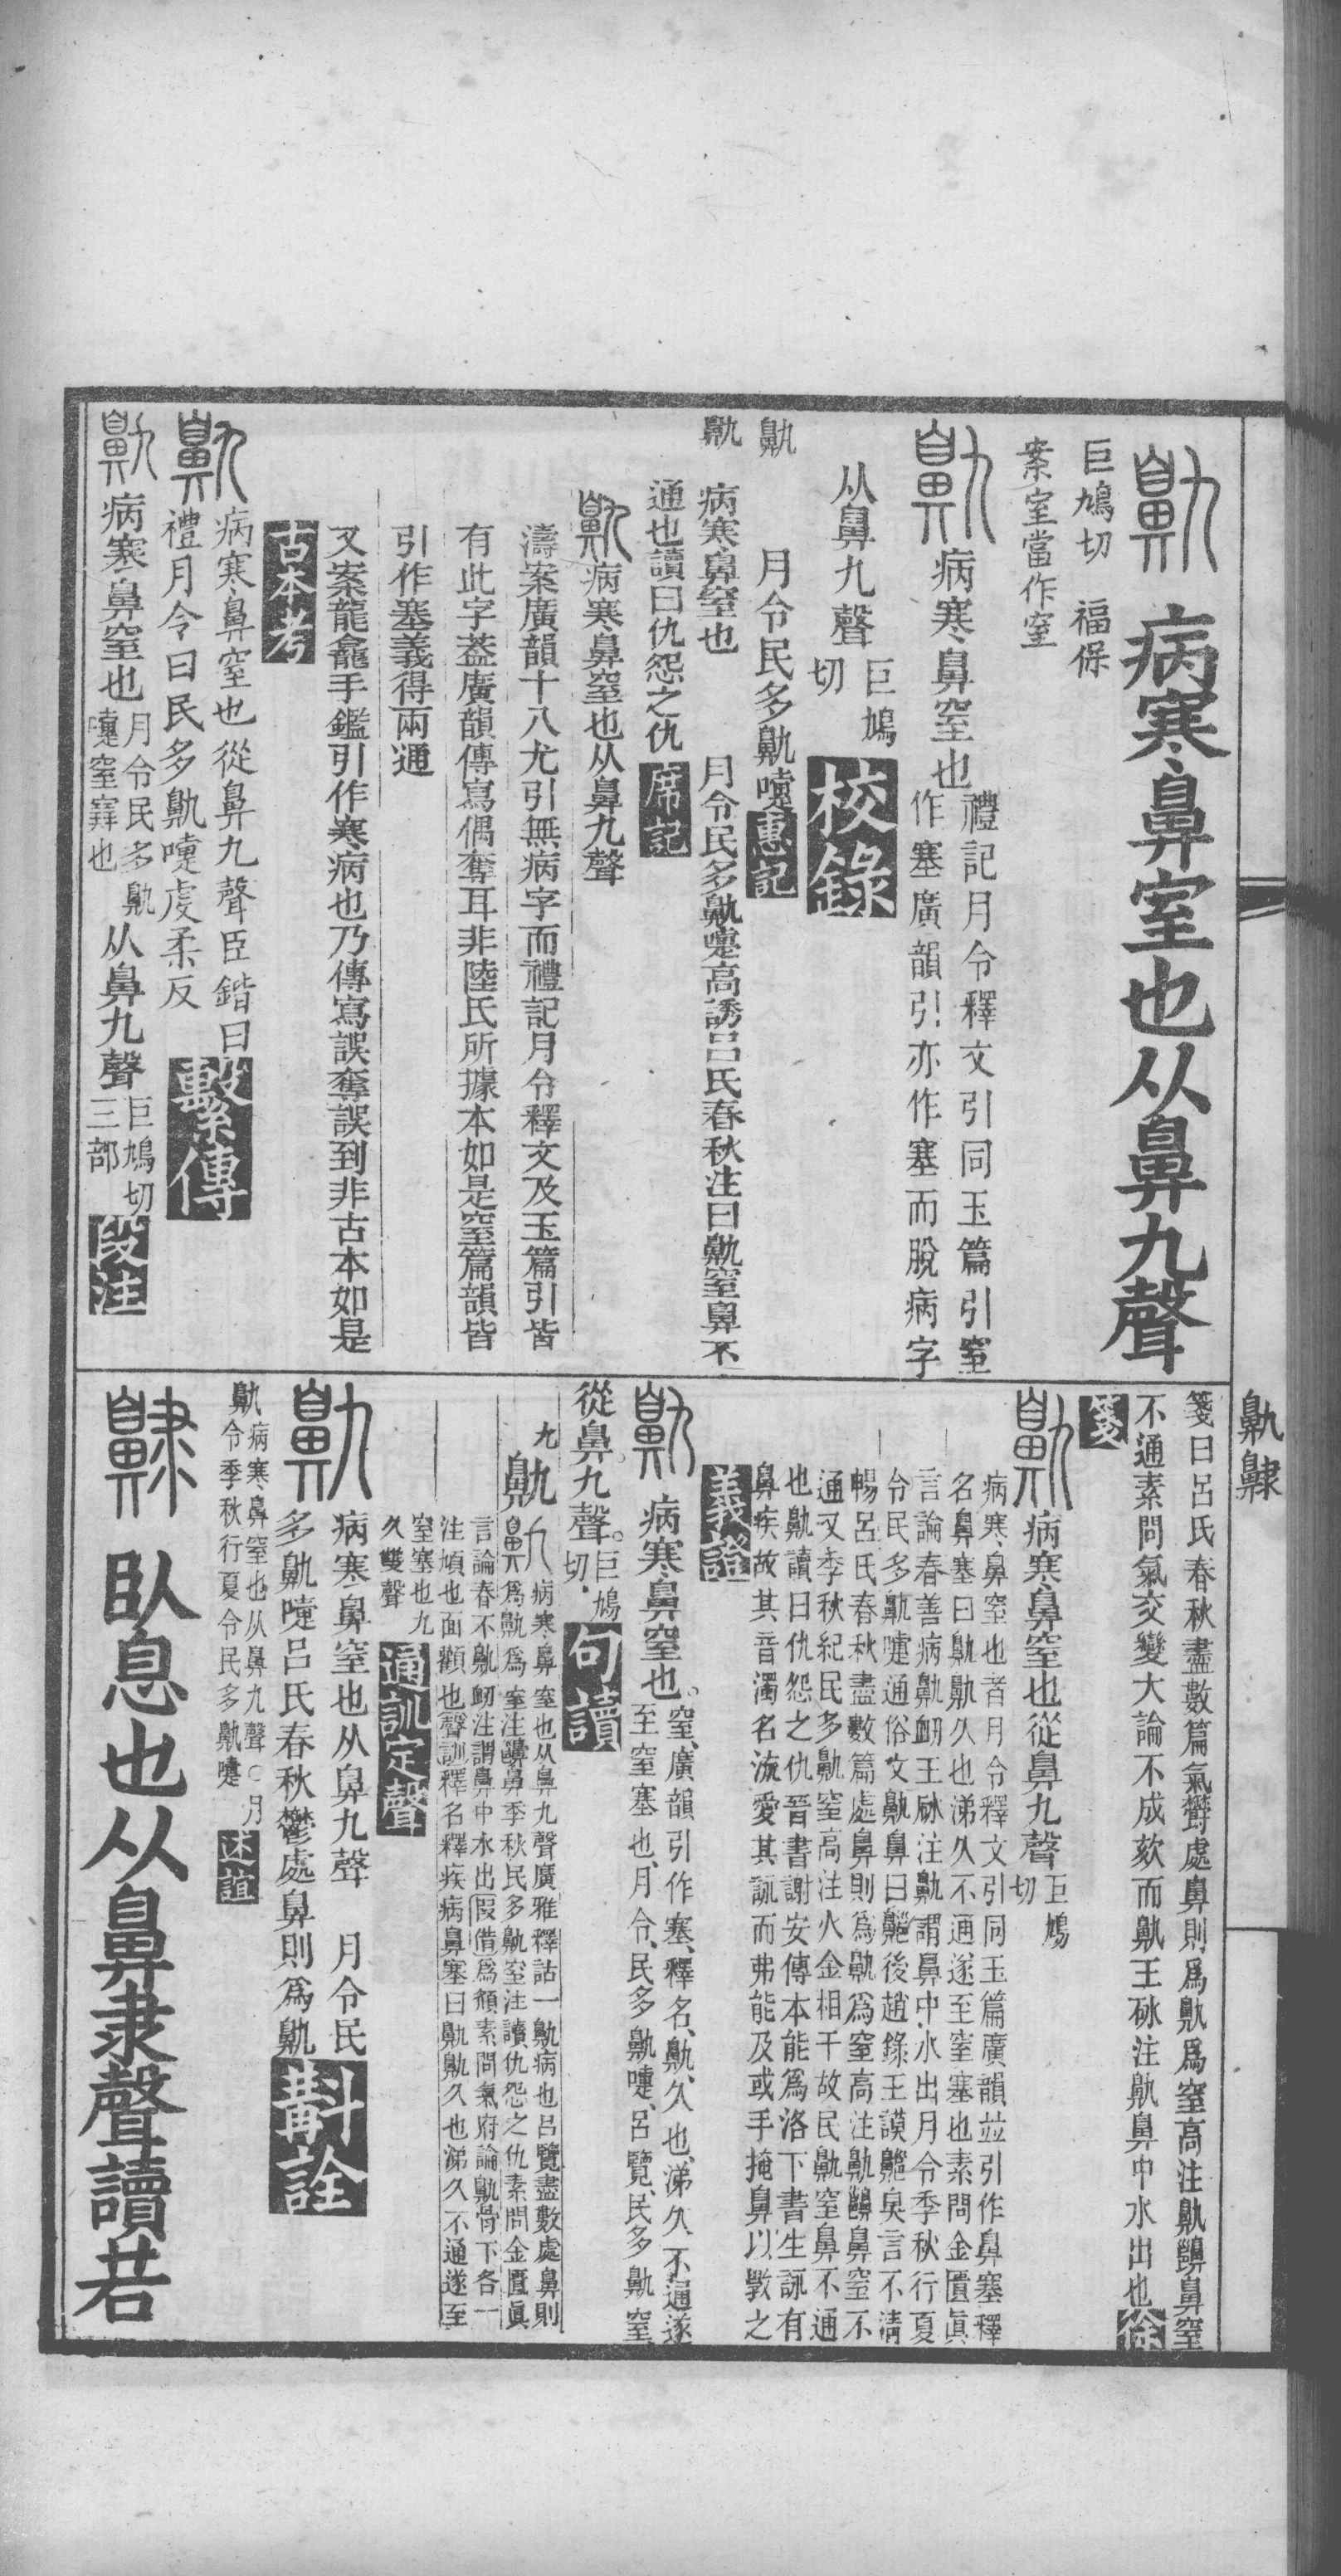 鼽 病寒鼻室也从鼻九聲
巨鳩切 福保
案室當作窒
鼽病寒鼻窒也禮記月令釋文引同玉篇引窒
作塞廣韻引亦作塞而脫病字
从鼻九聲巨鳩
切 校錄
鼽 月令民多鼽嚏惠記
鼽 病寒鼻窒也 月令民多鼽嚏高誘呂氏春秋注曰鼽窒鼻不
通也讀曰仇怨之仇 席記
鼽病寒鼻窒也从鼻九聲
濤案廣韻十八尤引無病字而禮記月令釋文及玉篇引皆
有此字葢廣韻傳寫偶奪耳非陸氏所據本如是窒篇韻皆
引作塞義得兩通
又案龍龕手鑑引作寒病也乃傳寫誤奪誤到非古本如是
古本考
鼽病寒鼻窒也從鼻九聲臣鍇曰
禮月令曰民多鼽嚏虔柔反 繫傳
鼽病寒鼻窒也月令民多鼽
嚏窒𡫳也从鼻九聲巨鳩切
三部 段注
鼽齂
箋曰呂氏春秋盡數篇氣欝處鼻則爲鼽爲窒高注鼽齆鼻窒
不通素問氣交變大論不成欬而鼽王砅注鼽鼻中水出也徐
箋
鼽病寒鼻窒也從鼻九聲巨鳩
切
病寒鼻窒也者月令釋文引同玉篇廣韻並引作鼻塞釋
名鼻塞曰鼽鼽久也涕久不通遂至窒塞也素問金匱眞
言論春善病鼽衂王砅注鼽謂鼻中水出月令季秋行夏
令民多鼽嚏通俗文鼽鼻曰齆後趙錄王謨齆臭言不淸
暢呂氏春秋盡數篇處鼻則爲鼽爲窒高注鼽齆鼻窒不
通又季秋紀民多鼽窒高注火金相干故民鼽窒鼻不通
也鼽讀曰仇怨之仇晉書謝安傳本能爲洛下書生詠有
鼻疾故其音濁名流愛其詠而弗能及或手掩鼻以斆之
義證
鼽病寒鼻窒也。窒、廣韻引作塞、釋名、鼽、久也、涕久不通遂
至窒塞也、月令、民多鼽嚏、呂覽、民多鼽窒
從鼻。九聲。巨鳩
切. 句讀
九鼽 鼽病寒鼻窒也从鼻九聲廣雅釋詁一鼽病也呂覽盡數處鼻則
爲鼽爲窒注齆鼻季秋民多鼽窒注讀仇怨之仇素問金匱眞
言論春不鼽衂注謂鼻中水出假借爲頯素問氣府論鼽骨下各一
注頄也面顴也聲訓釋名釋疾病鼻塞曰鼽鼽久也涕久不通遂至
窒塞也九
久雙聲 通訓定聲
鼽病寒鼻窒也从鼻九聲 月令民
多鼽嚏呂氏春秋鬱處鼻則爲鼽 斠詮
鼽病寒鼻窒也从鼻九聲○月
令季秋行夏令民多鼽嚏 述誼
齂 臥息也从鼻隶聲讀若